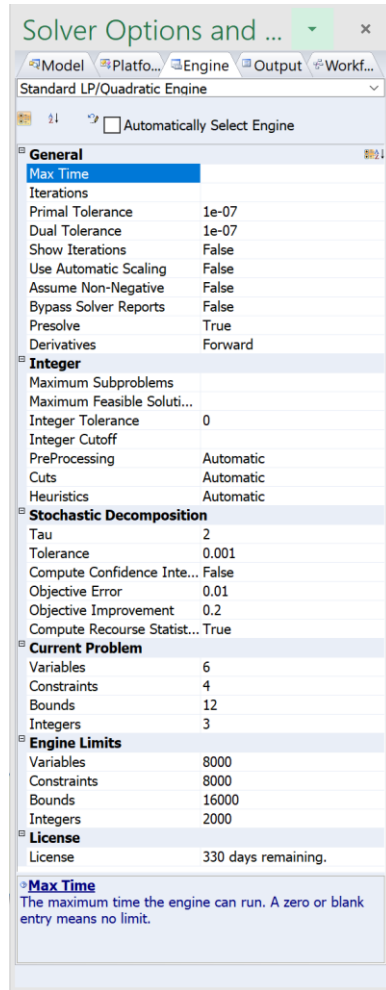 Solver Options and ...
Model Platfo... Engine Output Workf...
Standard LP/Quadratic Engine
Automatically Select Engine
General
Max Time
Iterations
Primal Tolerance 1e-07
Dual Tolerance 1e-07
Show Iterations False
Use Automatic Scaling False
Assume Non-Negative False
Bypass Solver Reports False
Presolve True
Derivatives Forward
Integer
Maximum Subproblems
Maximum Feasible Soluti...
Integer Tolerance 0
Integer Cutoff
PreProcessing Automatic
Cuts Automatic
Heuristics Automatic
Stochastic Decomposition
Tau 2
Tolerance 0.001
Compute Confidence Inte... False
Objective Error 0.01
Objective Improvement 0.2
Compute Recourse Statist... True
Current Problem
Variables 6
Constraints 4
Bounds 12
Integers 3
Engine Limits
Variables 8000
Constraints 8000
Bounds 16000
Integers 2000
License
License 330 days remaining.
Max Time
The maximum time the engine can run. A zero or blank
entry means no limit.